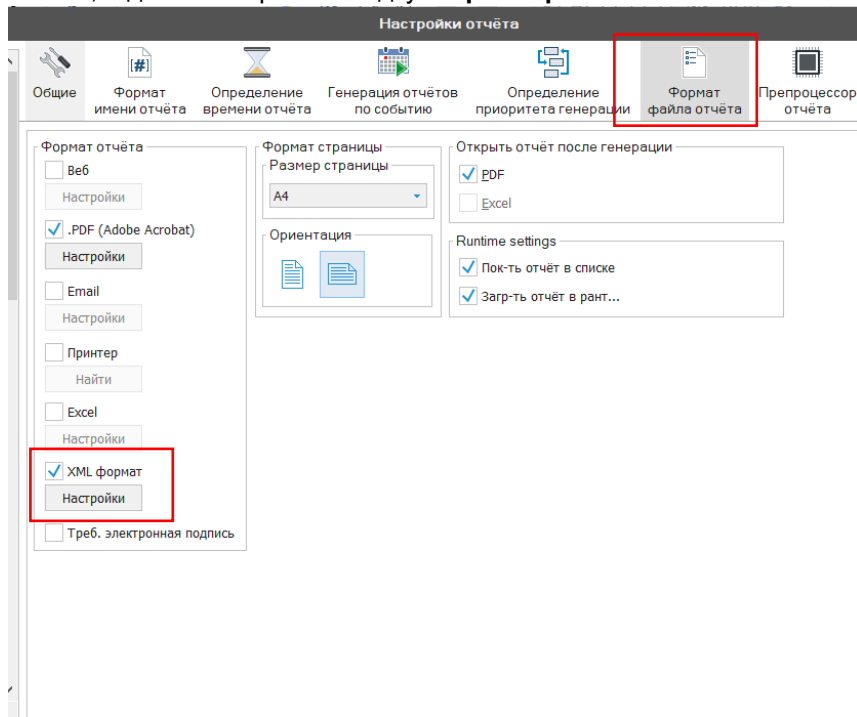 Настройки отчёта
Общие
Формат
имени отчёта
Определение
времени отчёта
Генерация отчётов
по событию
Определение
приоритета генерации
Формат
файла отчёта
Препроцессор
отчёта
[#]
Формат отчёта
Веб
Настройки
.PDF (Adobe Acrobat)
Настройки
Email
Настройки
Принтер
Найти
Excel
Настройки
XML формат
Настройки
Треб. электронная подпись
Формат страницы
Размер страницы
A4
Ориентация
Открыть отчёт после генерации
PDF
Excel
Runtime settings
Пок-ть отчёт в списке
Загр-ть отчёт в рант...